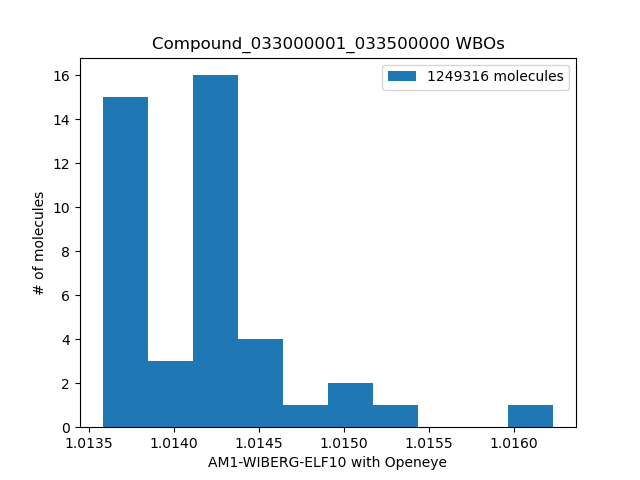 Compound_033000001_033500000 WBOs
1249316 molecules
# of molecules
16
14
12
10
8
6
4
2
0
1.0135 1.0140 1.0145 1.0150 1.0155 1.0160
AM1-WIBERG-ELF10 with Openeye